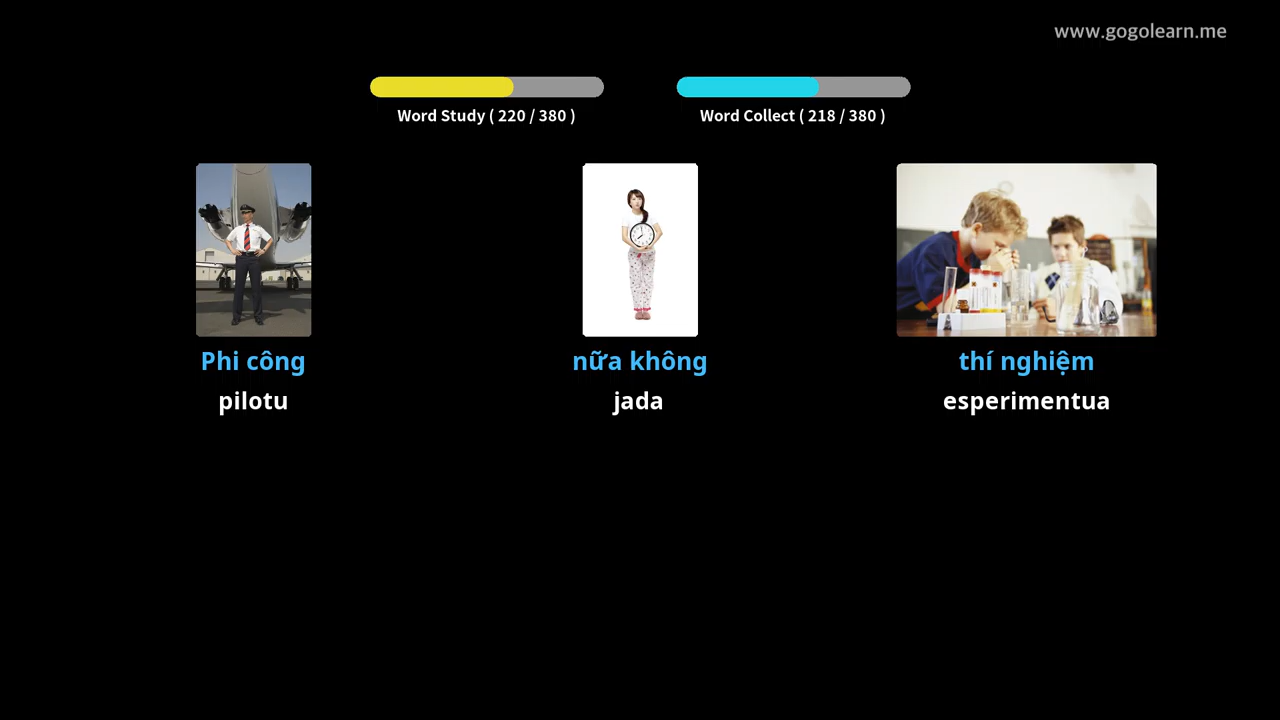 www.gogolearn.me
Word Study ( 220 / 380 )
Word Collect ( 218 / 380 )
Phi công
nữa không
thí nghiệm
pilotu
jada
esperimentua